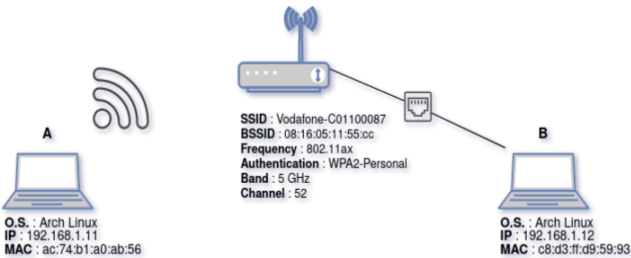 SSID : Vodafone-C01100087
BSSID : 08:16:05:11:55:cc
Frequency : 802.11ax
Authentication : WPA2-Personal
Band : 5 GHz
Channel : 52
A
O.S. : Arch Linux
IP : 192.168.1.11
MAC : ac:74:b1:a0:ab:56
B
O.S. : Arch Linux
IP : 192.168.1.12
MAC : c8:d3:ff:d9:59:93